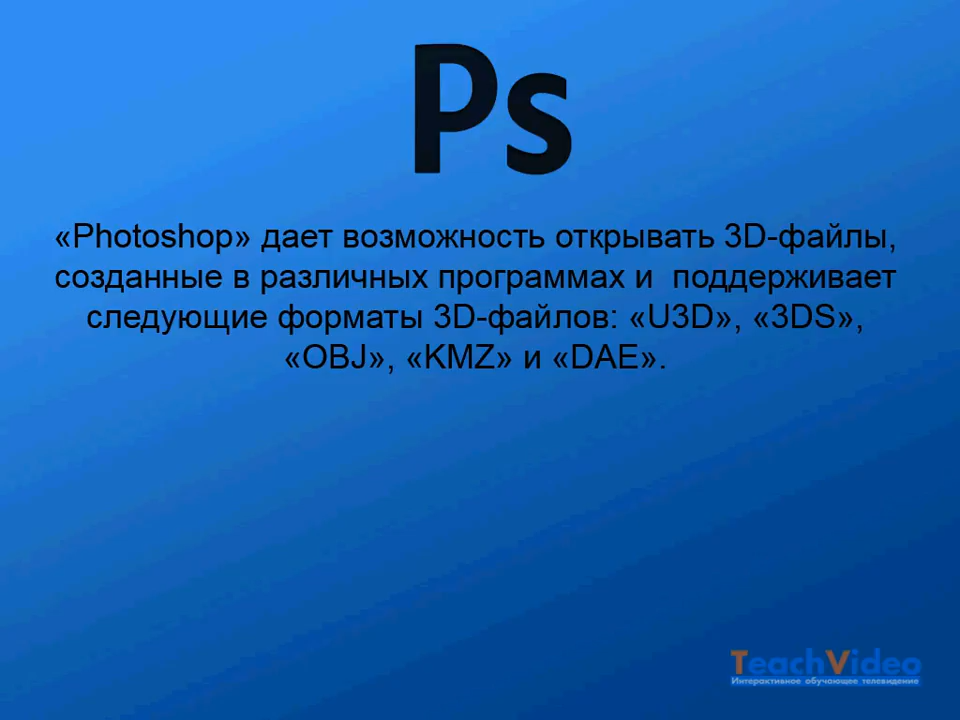 Ps
«Photoshop» дает возможность открывать 3D-файлы,
созданные в различных программах и поддерживает
следующие форматы 3D-файлов: «U3D», «3DS»,
«OBJ», «KMZ» и «DAE».
TeachVideo
Интерактивное обучающее телевидение